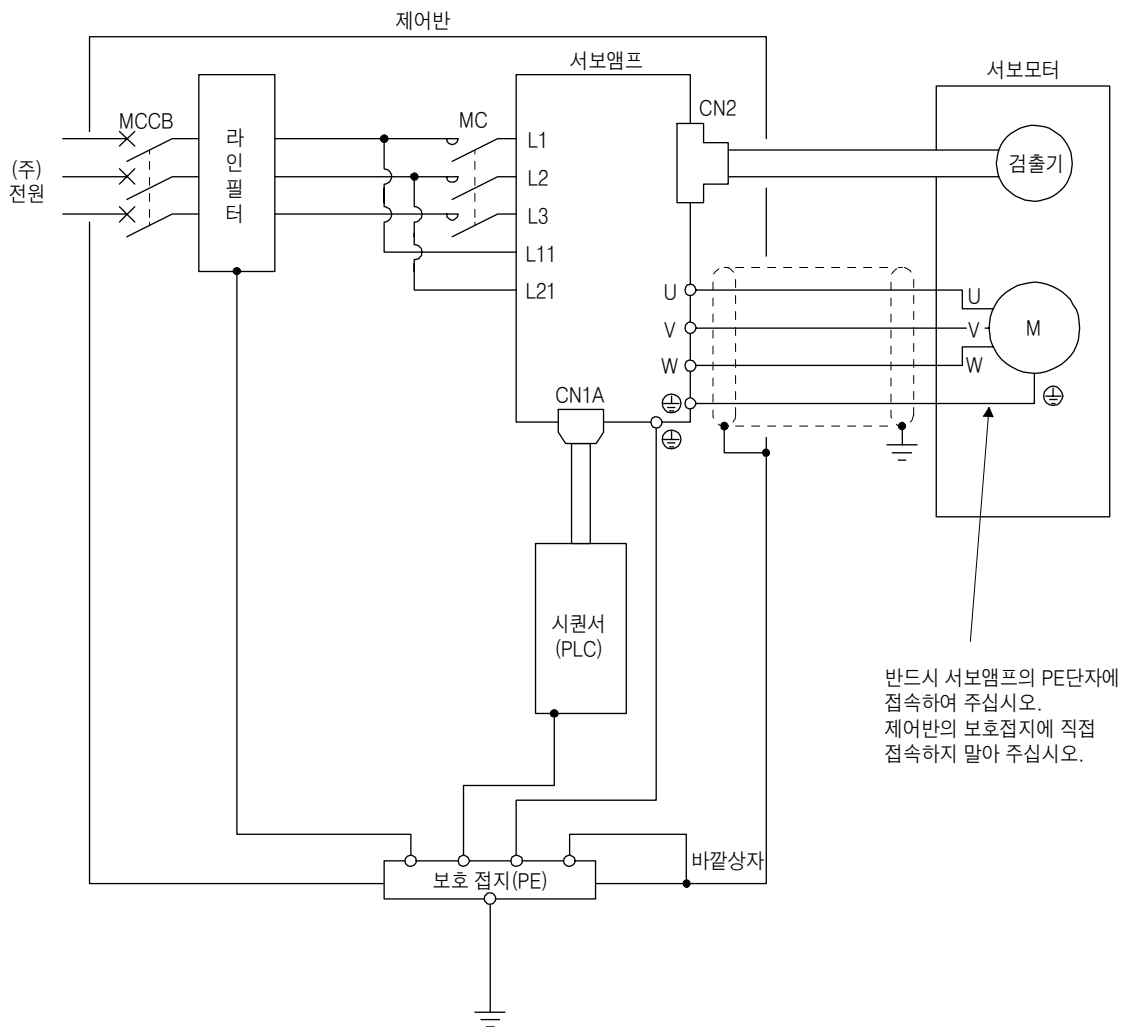 제어반
서보앰프
서보모터
MCCB
라
인
필
터
MC
CN2
(주)
전원
L1
L2
L3
L11
L21
검출기
U
V
W
U
V
W
M
CN1A
시퀀서
(PLC)
반드시 서보앰프의 PE단자에
접속하여 주십시오.
제어반의 보호접지에 직접
접속하지 말아 주십시오.
바깥상자
보호 접지(PE)